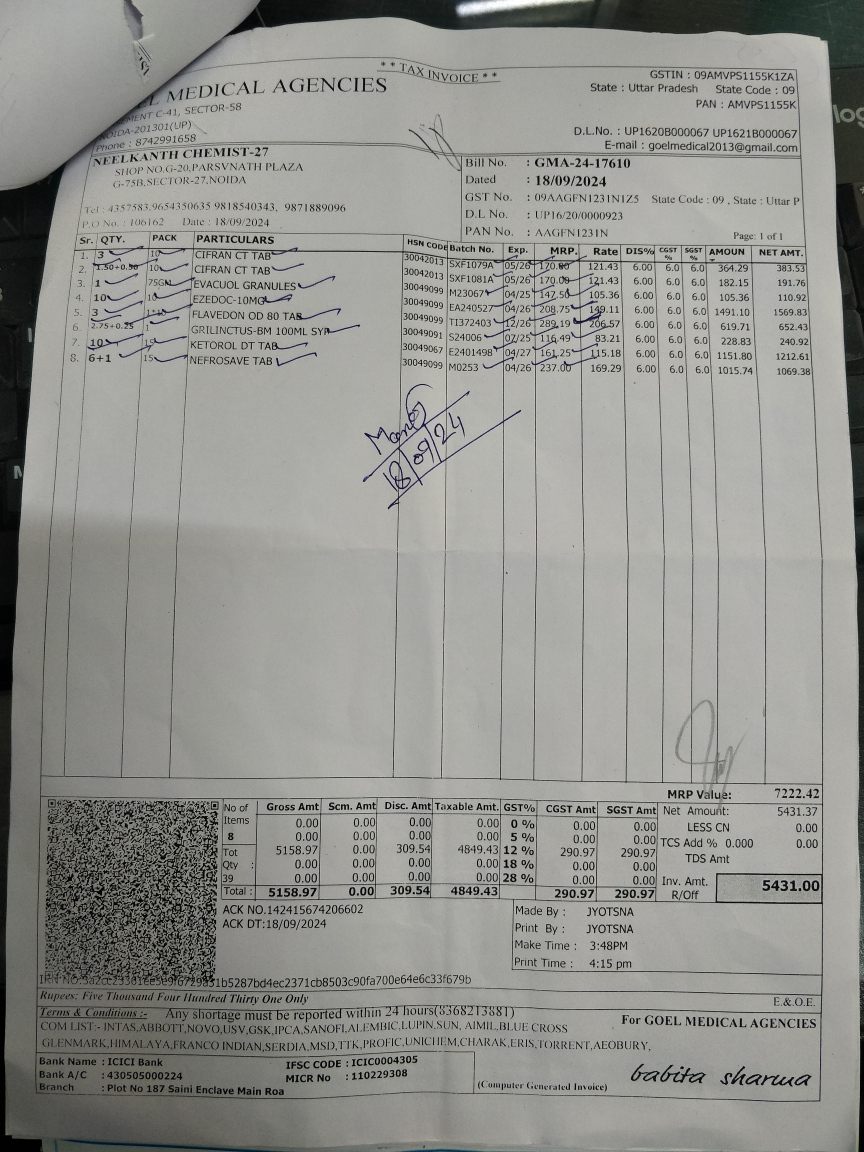 * * TAX INVOICE * *
GSTIN : 09AMVPS1155K1ZA
State : Uttar Pradesh State Code : 09
PAN : AMVPS1155K
MEDICAL AGENCIES
C-41, SECTOR-58
NOIDA-201301(UP)
Phone : 8742991658
D.L.No. : UP1620B000067 UP1621B000067
E-mail : goelmedical2013@gmail.com
NEELKANTH CHEMIST-27
SHOP NO.G-20,PARSVNATH PLAZA
G-75B,SECTOR-27,NOIDA
Tel : 4357583,9654350635 9818540343, 9871889096
P.O No. : 106162 Date : 18/09/2024
Bill No. : GMA-24-17610
Dated : 18/09/2024
GST No. : 09AAGFN1231N1Z5 State Code : 09 , State : Uttar P
D.L No. : UP16/20/0000923
PAN No. : AAGFN1231N
Page: 1 of 1
Sr. QTY. PACK PARTICULARS HSN CODE Batch No. Exp. MRP. Rate DIS% CGST % SGST % AMOUN NET AMT.
1. 3 10 CIFRAN CT TAB 30042013 SXF1079A 05/26 170.00 121.43 6.00 6.0 6.0 364.29 383.53
2. 1.50+0.50 10 CIFRAN CT TAB 30042013 SXF1081A 05/26 170.00 121.43 6.00 6.0 6.0 182.15 191.76
3. 1 75GM EVACUOL GRANULES 30049099 M23067 04/25 147.50 105.36 6.00 6.0 6.0 105.36 110.92
4. 10 10 EZEDOC-10MG 30049099 EA240527 04/26 208.75 149.11 6.00 6.0 6.0 1491.10 1569.83
5. 3 1*10 FLAVEDON OD 80 TAB 30049099 TI372403 12/26 289.19 206.57 6.00 6.0 6.0 619.71 652.43
6. 2.75+0.25 1 GRILINCTUS-BM 100ML SYP 30049091 S24006 07/25 116.49 83.21 6.00 6.0 6.0 228.83 240.92
7. 10 15 KETOROL DT TAB 30049067 E2401498 04/27 161.25 115.18 6.00 6.0 6.0 1151.80 1212.61
8. 6+1 15 NEFROSAVE TAB 30049099 M0253 04/26 237.00 169.29 6.00 6.0 6.0 1015.74 1069.38
18/09/24
MRP Value: 7222.42
No of Items 8 Tot Qty : 39
Gross Amt Scm. Amt Disc. Amt Taxable Amt. GST% CGST Amt SGST Amt
0.00 0.00 0.00 0.00 0 % 0.00 0.00
0.00 0.00 0.00 0.00 5 % 0.00 0.00
5158.97 0.00 309.54 4849.43 12 % 290.97 290.97
0.00 0.00 0.00 0.00 18 % 0.00 0.00
0.00 0.00 0.00 0.00 28 % 0.00 0.00
Total : 5158.97 0.00 309.54 4849.43 290.97 290.97
Net Amount: 5431.37
LESS CN 0.00
TCS Add % 0.000 0.00
TDS Amt
Inv. Amt. 5431.00
R/Off
ACK NO.142415674206602
ACK DT:18/09/2024
Made By : JYOTSNA
Print By : JYOTSNA
Make Time : 3:48PM
Print Time : 4:15 pm
Rupees: Five Thousand Four Hundred Thirty One Only
E.&O.E.
Terms & Conditions :- Any shortage must be reported within 24 hours(8368213881)
COM LIST:- INTAS,ABBOTT,NOVO,USV,GSK,IPCA,SANOFI,ALEMBIC,LUPIN,SUN, AIMIL,BLUE CROSS
GLENMARK,HIMALAYA,FRANCO INDIAN,SERDIA,MSD,TTK,PROFIC,UNICHEM,CHARAK,ERIS,TORRENT,AEOBURY,
For GOEL MEDICAL AGENCIES
Bank Name : ICICI Bank IFSC CODE : ICIC0004305
Bank A/C : 430505000224 MICR No : 110229308
Branch : Plot No 187 Saini Enclave Main Roa
(Computer Generated Invoice)
babita sharma